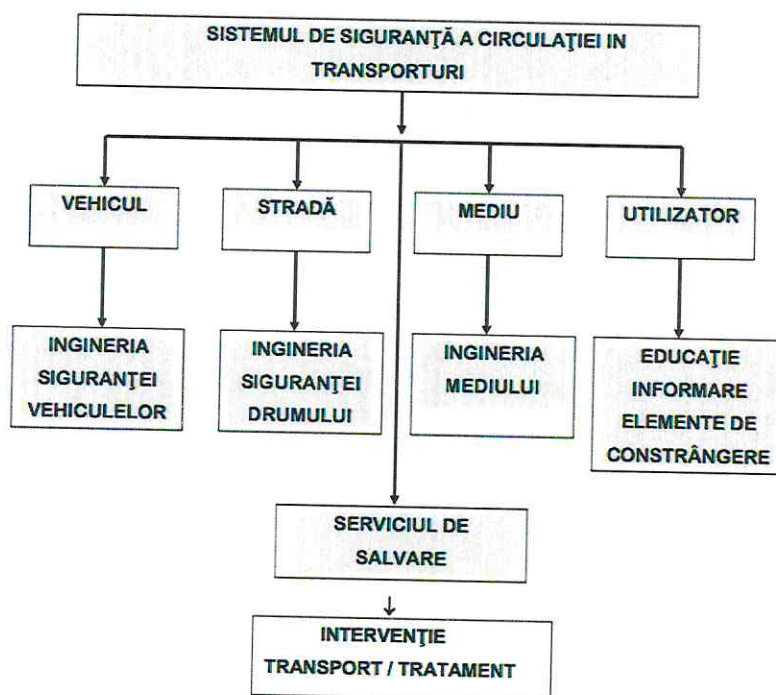 SISTEMUL DE SIGURANŢĂ A CIRCULAŢIEI IN
TRANSPORTURI
VEHICUL
STRADĂ
MEDIU
UTILIZATOR
INGINERIA
SIGURANŢEI
VEHICULELOR
INGINERIA
SIGURANŢEI
DRUMULUI
INGINERIA
MEDIULUI
EDUCAŢIE
INFORMARE
ELEMENTE DE
CONSTRÂNGERE
SERVICIUL DE
SALVARE
INTERVENŢIE
TRANSPORT / TRATAMENT